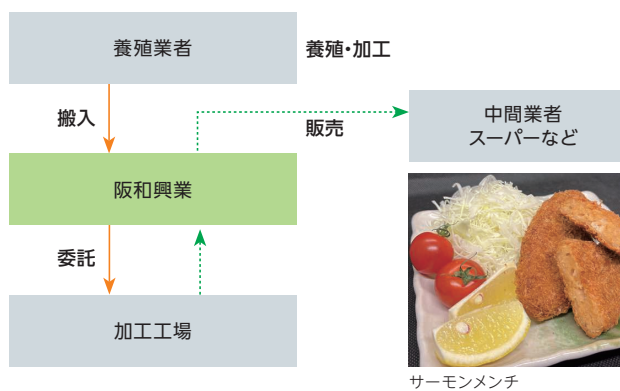 養殖業者
養殖・加工
搬入
販売
中間業者
スーパーなど
阪和興業
委託
加工工場
サーモンメンチ